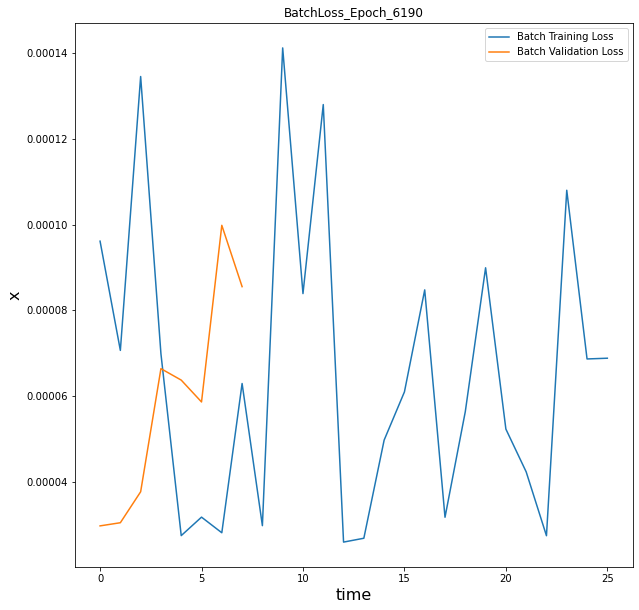 BatchLoss_Epoch_6190
Batch Training Loss
Batch Validation Loss
0.00014
0.00012
0.00010
0.00008
0.00006
0.00004
x
0 5 10 15 20 25
time